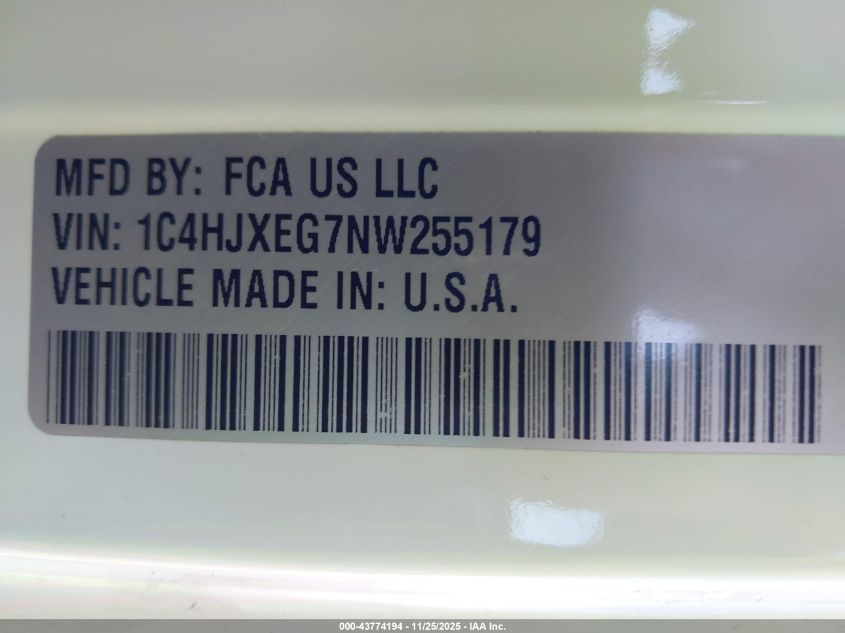 MFD BY: FCA US LLC
VIN: 1C4HJXEG7NW255179
VEHICLE MADE IN: U.S.A.
000-43774194 - 11/25/2025 - IAA Inc.